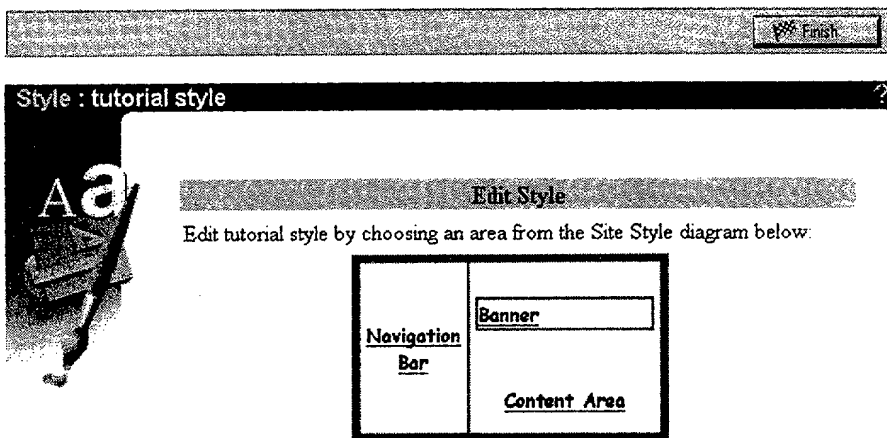 Finish
Style : tutorial style ?
Aa
Edit Style
Edit tutorial style by choosing an area from the Site Style diagram below:
Banner
Navigation
Bar
Content Area